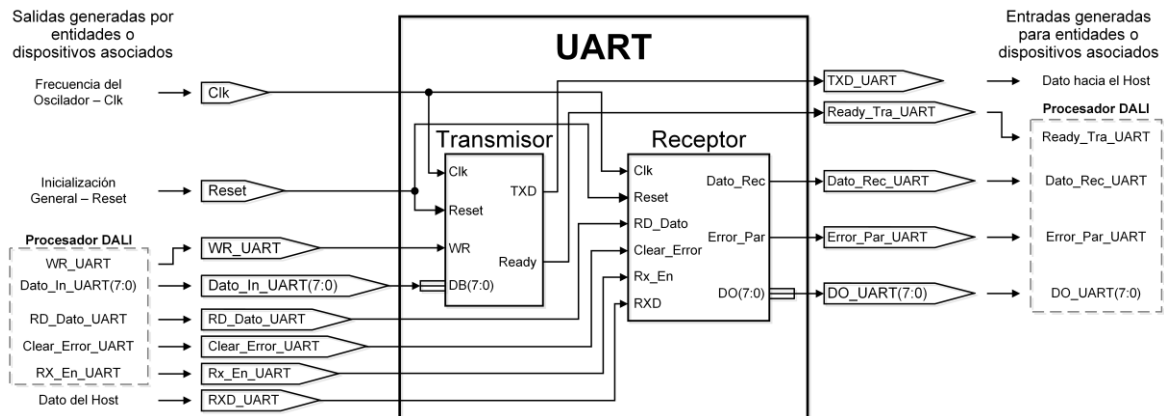 Salidas generadas por
entidades o
dispositivos asociados
Entradas generadas
para entidades o
dispositivos asociados
UART
Frecuencia del
Oscilador – Clk
Clk
TXD_UART
Dato hacia el Host
Ready_Tra_UART
Procesador DALI
Ready_Tra_UART
Transmisor
Receptor
Clk
TXD
Reset
WR
Ready
DB(7:0)
Clk
Reset
RD_Dato
Clear_Error
Rx_En
RXD
Dato_Rec
Error_Par
DO(7:0)
Dato_Rec_UART
Dato_Rec_UART
Error_Par_UART
Error_Par_UART
DO_UART(7:0)
DO_UART(7:0)
Inicialización
General – Reset
Reset
Procesador DALI
WR_UART
WR_UART
Dato_In_UART(7:0)
Dato_In_UART(7:0)
RD_Dato_UART
RD_Dato_UART
Clear_Error_UART
Clear_Error_UART
RX_En_UART
Rx_En_UART
Dato del Host
RXD_UART